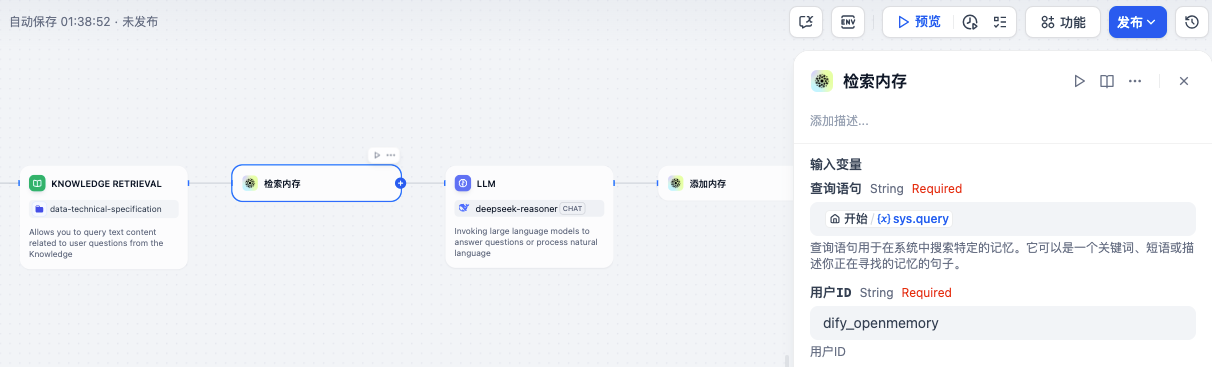 自动保存 01:38:52 · 未发布
ENV
预览
功能
发布
KNOWLEDGE RETRIEVAL
data-technical-specification
Allows you to query text content
related to user questions from the
Knowledge
检索内存
LLM
deepseek-reasoner CHAT
Invoking large language models to
answer questions or process natural
language
添加内存
检索内存
添加描述...
输入变量
查询语句 String Required
开始 / {x} sys.query
查询语句用于在系统中搜索特定的记忆。它可以是一个关键词、短语或描
述你正在寻找的记忆的句子。
用户ID String Required
dify_openmemory
用户ID